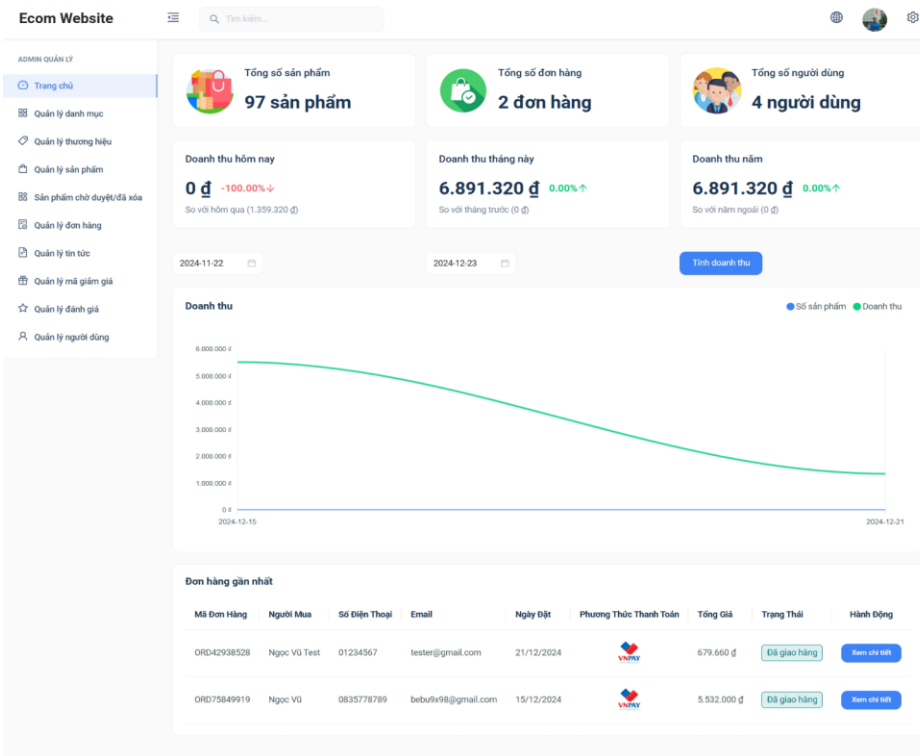 Ecom Website
Tìm kiếm...
ADMIN QUẢN LÝ
Trang chủ
Quản lý danh mục
Quản lý thương hiệu
Quản lý sản phẩm
Sản phẩm chờ duyệt/đã xóa
Quản lý đơn hàng
Quản lý tin tức
Quản lý mã giảm giá
Quản lý đánh giá
Quản lý người dùng
Tổng số sản phẩm
97 sản phẩm
Tổng số đơn hàng
2 đơn hàng
Tổng số người dùng
4 người dùng
Doanh thu hôm nay
0 ₫ -100.00%↓
So với hôm qua (1.359.320 ₫)
Doanh thu tháng này
6.891.320 ₫ 0.00%↑
So với tháng trước (0 ₫)
Doanh thu năm
6.891.320 ₫ 0.00%↑
So với năm ngoái (0 ₫)
2024-11-22
2024-12-23
Tính doanh thu
Doanh thu
Số sản phẩm Doanh thu
6.000.000 ₫
5.000.000 ₫
4.000.000 ₫
3.000.000 ₫
2.000.000 ₫
1.000.000 ₫
0 ₫
2024-12-15 2024-12-21
Đơn hàng gần nhất
Mã Đơn Hàng Người Mua Số Điện Thoại Email Ngày Đặt Phương Thức Thanh Toán Tổng Giá Trạng Thái Hành Động
ORD42938528 Ngọc Vũ Test 01234567 tester@gmail.com 21/12/2024 VNPAY 679.660 ₫ Đã giao hàng Xem chi tiết
ORD75849919 Ngọc Vũ 0835778789 bebu9x98@gmail.com 15/12/2024 VNPAY 5.532.000 ₫ Đã giao hàng Xem chi tiết